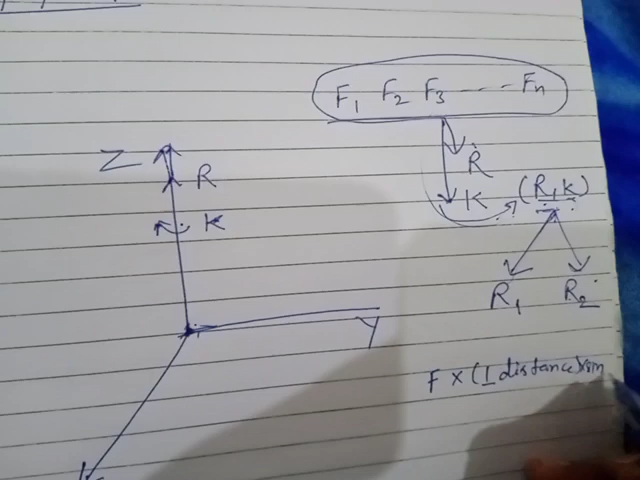 F₁ F₂ F₃ ---- Fn
Z
R
R
K
K
(R, K)
R₁
R₂
Y
F × (⊥ distance)